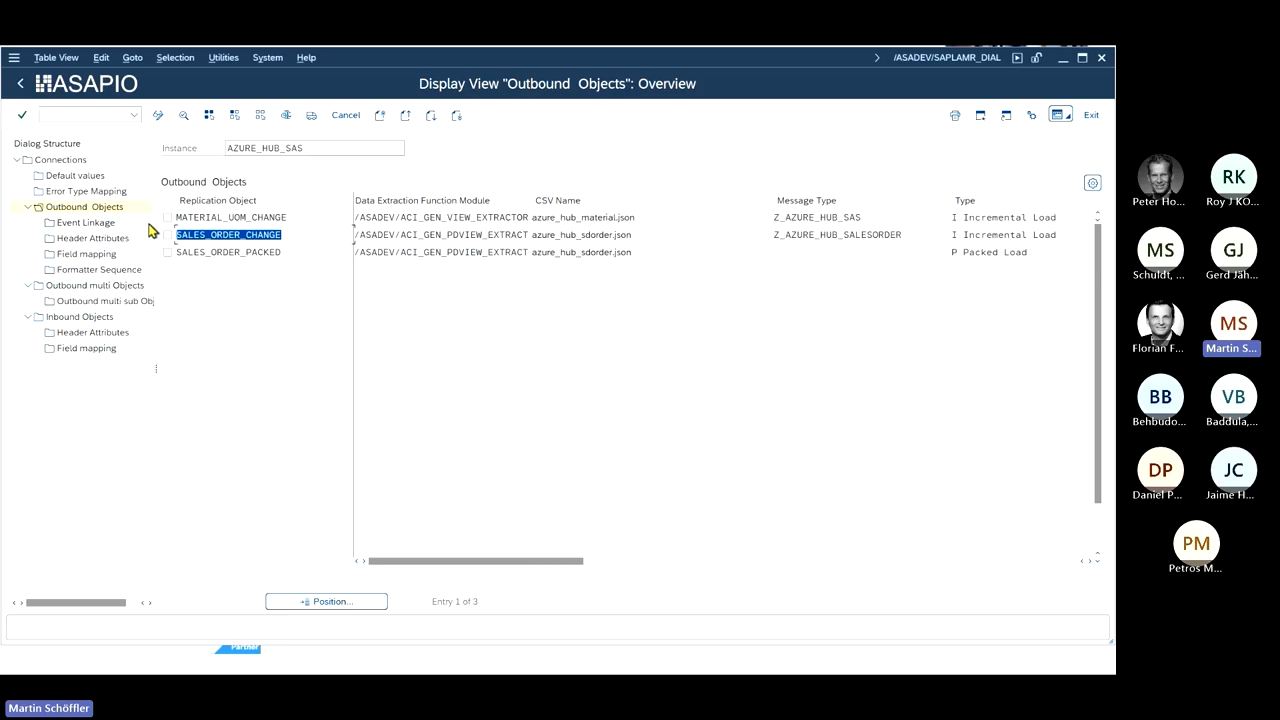 Table View Edit Goto Selection Utilities System Help /ASADEV/SAPLAMR_DIAL
ASAPIO Display View "Outbound Objects": Overview
Cancel Exit
Dialog Structure
Connections
Default values
Error Type Mapping
Outbound Objects
Event Linkage
Header Attributes
Field mapping
Formatter Sequence
Outbound multi Objects
Outbound multi sub Obj
Inbound Objects
Header Attributes
Field mapping
Instance AZURE_HUB_SAS
Outbound Objects
Replication Object Data Extraction Function Module CSV Name Message Type Type
MATERIAL_UOM_CHANGE /ASADEV/ACI_GEN_VIEW_EXTRACTOR azure_hub_material.json Z_AZURE_HUB_SAS I Incremental Load
SALES_ORDER_CHANGE /ASADEV/ACI_GEN_PDVIEW_EXTRACT azure_hub_sdorder.json Z_AZURE_HUB_SALESORDER I Incremental Load
SALES_ORDER_PACKED /ASADEV/ACI_GEN_PDVIEW_EXTRACT azure_hub_sdorder.json P Packed Load
Position... Entry 1 of 3
Partner
Peter Ho...
RK
Roy J KO...
MS
Schuldt, ...
GJ
Gerd Jäh...
Florian F...
MS
Martin S...
BB
Behbudo...
VB
Baddula,...
DP
Daniel P...
JC
Jaime H...
PM
Petros M...
Martin Schöffler